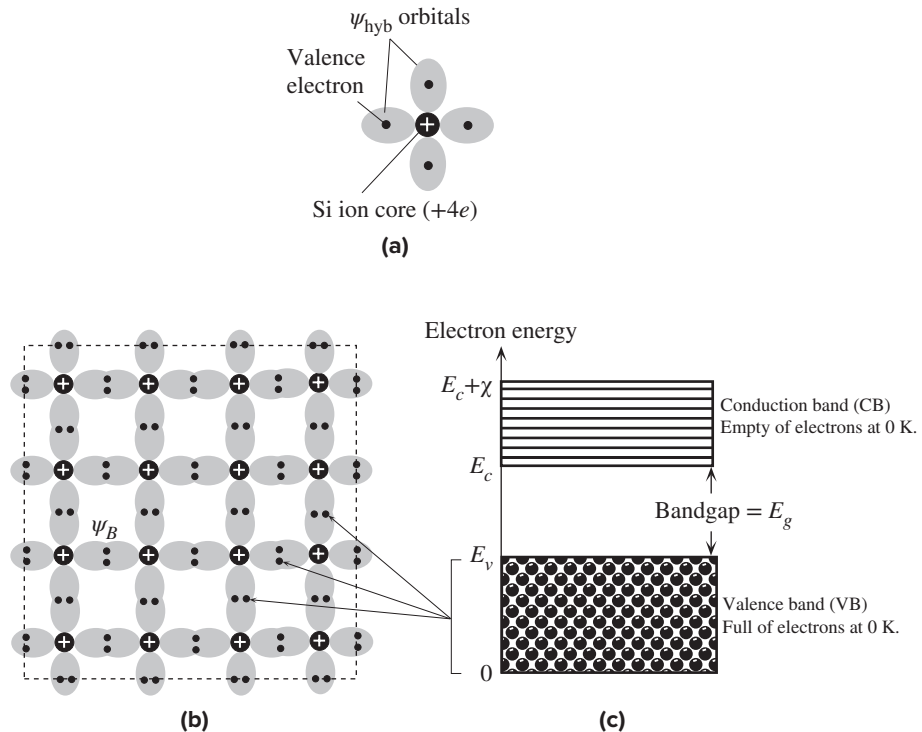 ψhyb orbitals
Valence
electron
Si ion core (+4e)
(a)
ψB
(b)
Electron energy
Ec+χ
Conduction band (CB)
Empty of electrons at 0 K.
Ec
Bandgap = Eg
Ev
Valence band (VB)
Full of electrons at 0 K.
0
(c)